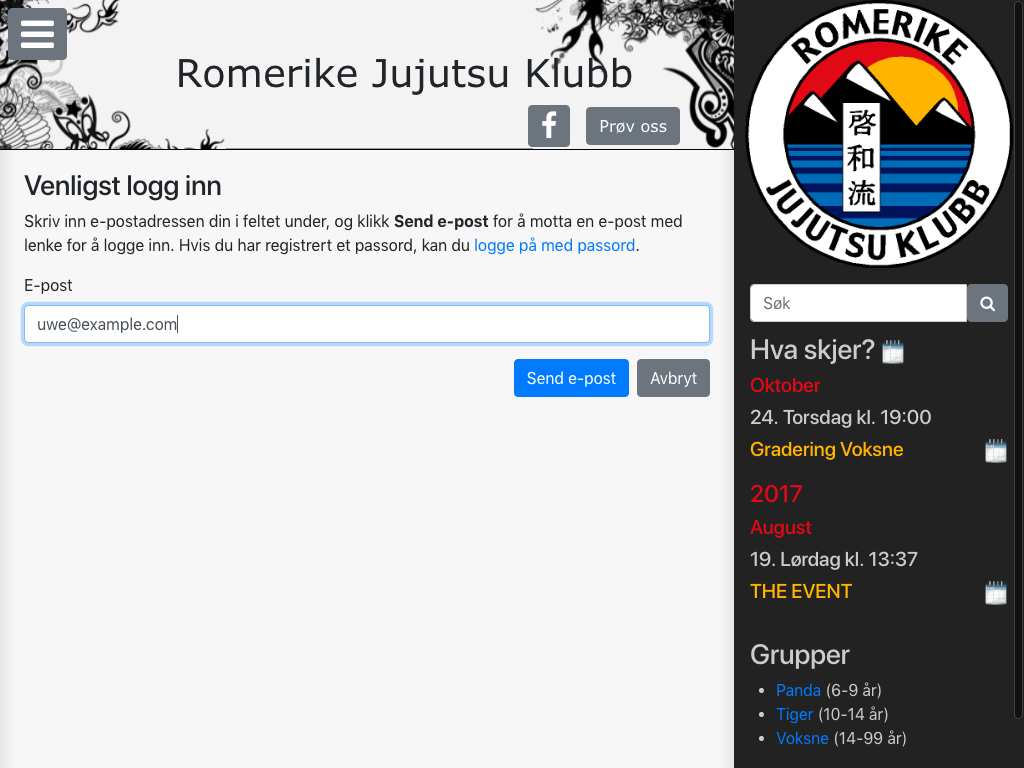 Romerike Jujutsu Klubb
Prøv oss
Venligst logg inn
Skriv inn e-postadressen din i feltet under, og klikk Send e-post for å motta en e-post med
lenke for å logge inn. Hvis du har registrert et passord, kan du logge på med passord.
E-post
uwe@example.com
Send e-post
Avbryt
ROMERIKE
啓和流
JUJUTSU KLUBB
Søk
Hva skjer?
Oktober
24. Torsdag kl. 19:00
Gradering Voksne
2017
August
19. Lørdag kl. 13:37
THE EVENT
Grupper
Panda (6-9 år)
Tiger (10-14 år)
Voksne (14-99 år)